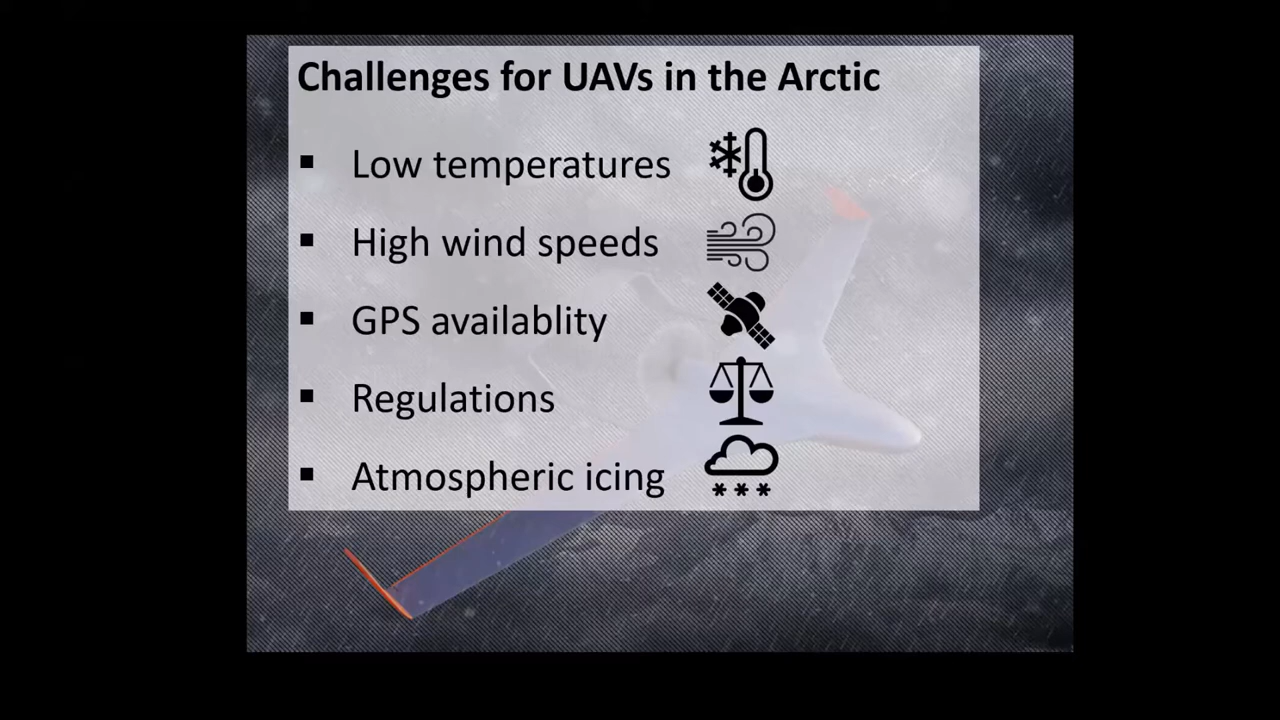 Challenges for UAVs in the Arctic
▪ Low temperatures
▪ High wind speeds
▪ GPS availablity
▪ Regulations
▪ Atmospheric icing